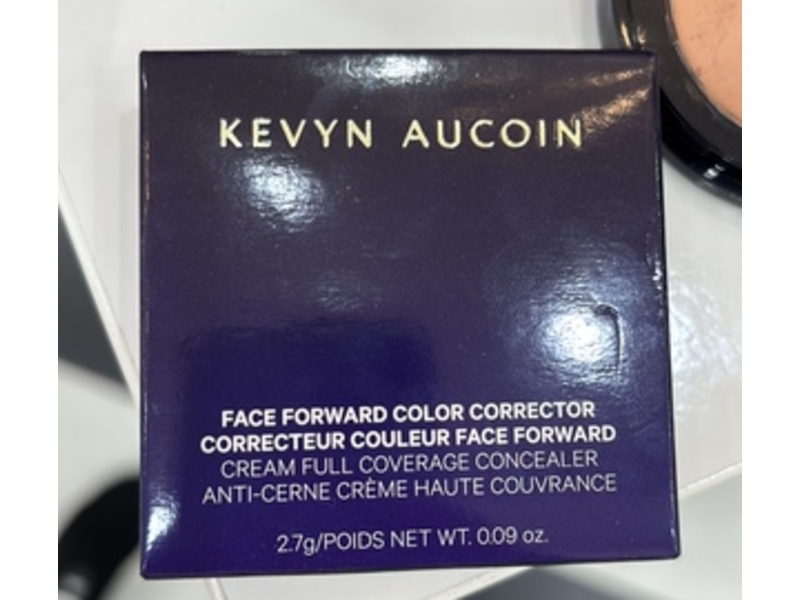 KEVYN AUCOIN
FACE FORWARD COLOR CORRECTOR
CORRECTEUR COULEUR FACE FORWARD
CREAM FULL COVERAGE CONCEALER
ANTI-CERNE CRÈME HAUTE COUVRANCE
2.7g/POIDS NET WT. 0.09 oz.